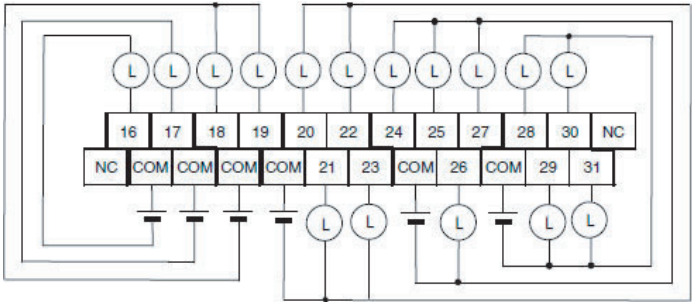 L L L L L L L L L L L
16 17 18 19 20 22 24 25 27 28 30 NC
NC COM COM COM COM 21 23 COM 26 COM 29 31
L L L L L